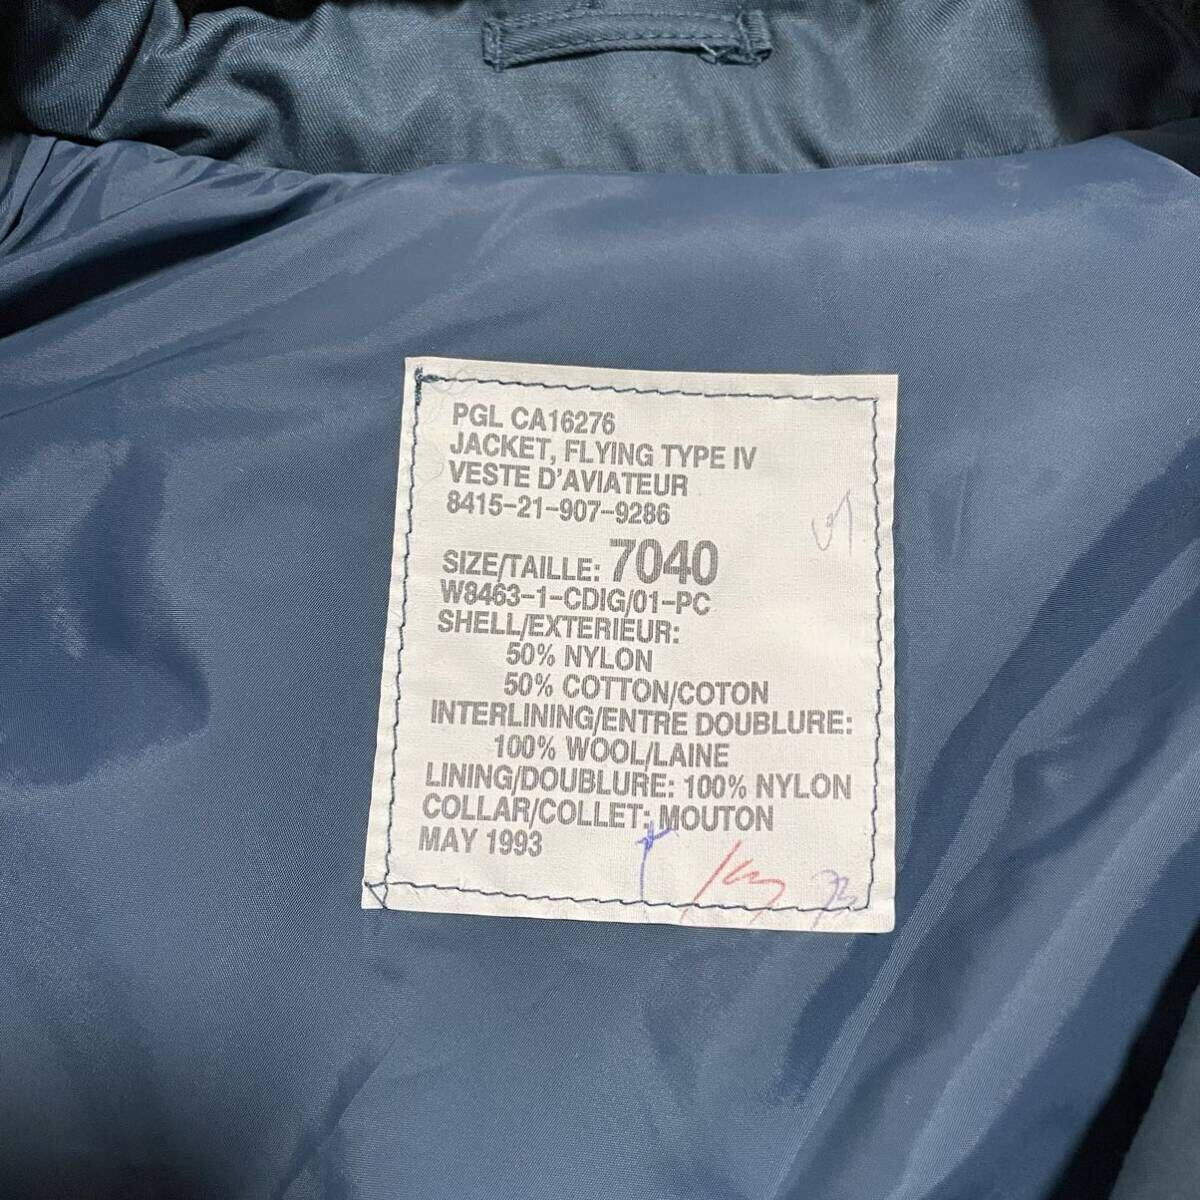 PGL CA16276
JACKET, FLYING TYPE IV
VESTE D'AVIATEUR
8415-21-907-9286
SIZE/TAILLE: 7040
W8463-1-CDIG/01-PC
SHELL/EXTERIEUR:
50% NYLON
50% COTTON/COTON
INTERLINING/ENTRE DOUBLURE:
100% WOOL/LAINE
LINING/DOUBLURE: 100% NYLON
COLLAR/COLLET: MOUTON
MAY 1993